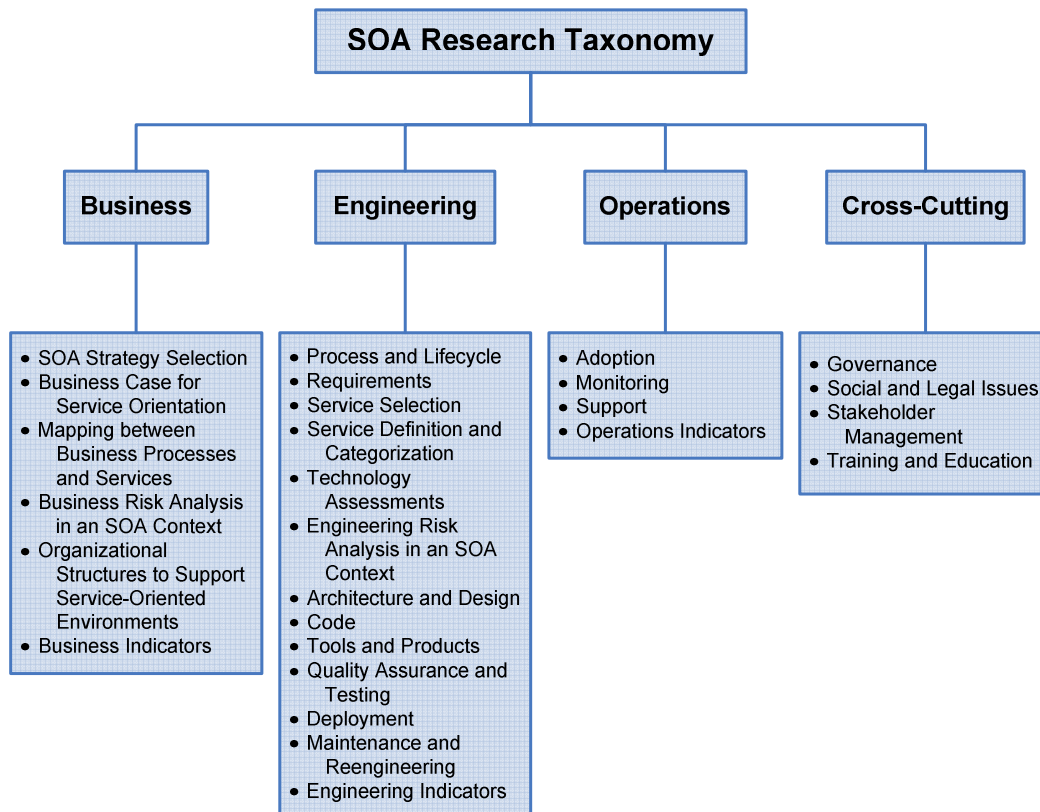 SOA Research Taxonomy
Business
Engineering
Operations
Cross-Cutting
• SOA Strategy Selection
• Business Case for
Service Orientation
• Mapping between
Business Processes
and Services
• Business Risk Analysis
in an SOA Context
• Organizational
Structures to Support
Service-Oriented
Environments
• Business Indicators
• Process and Lifecycle
• Requirements
• Service Selection
• Service Definition and
Categorization
• Technology
Assessments
• Engineering Risk
Analysis in an SOA
Context
• Architecture and Design
• Code
• Tools and Products
• Quality Assurance and
Testing
• Deployment
• Maintenance and
Reengineering
• Engineering Indicators
• Adoption
• Monitoring
• Support
• Operations Indicators
• Governance
• Social and Legal Issues
• Stakeholder
Management
• Training and Education